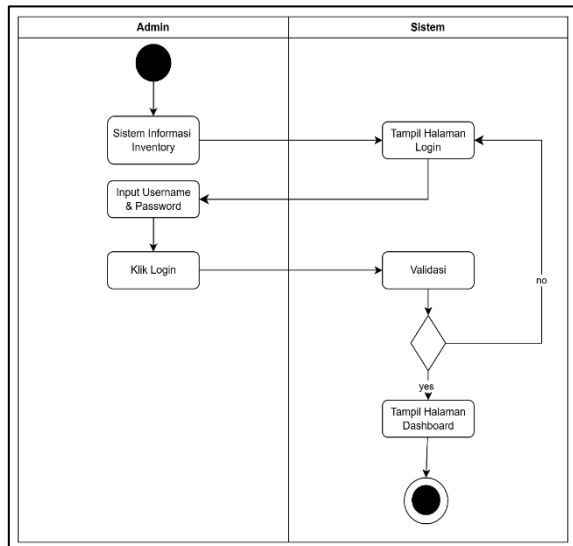 Admin
Sistem
Sistem Informasi
Inventory
Tampil Halaman
Login
Input Username
& Password
Klik Login
Validasi
no
yes
Tampil Halaman
Dashboard